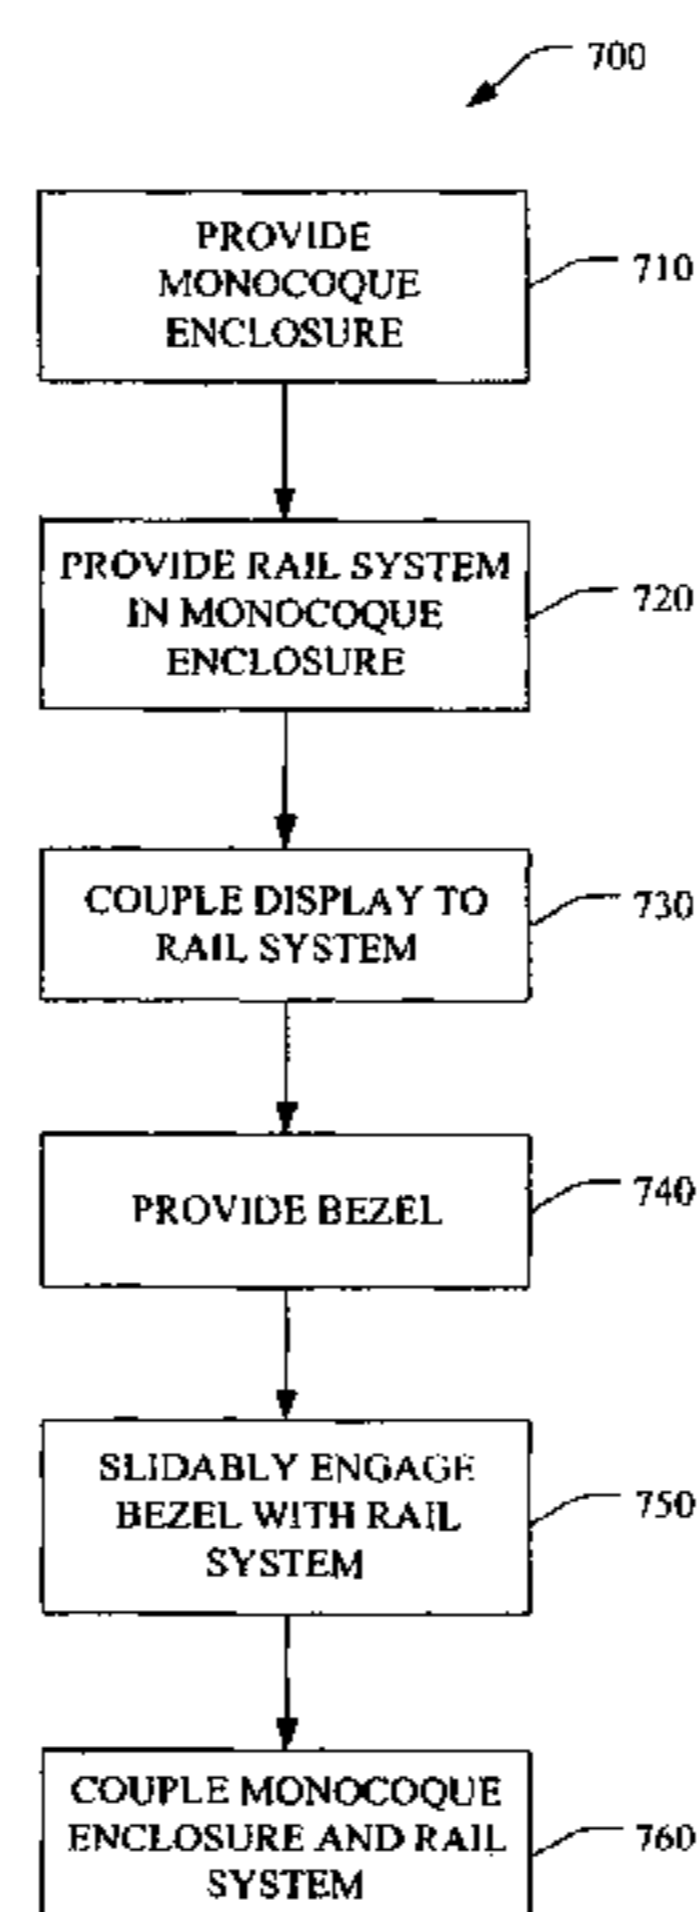 700
PROVIDE
MONOCOQUE
ENCLOSURE
710
PROVIDE RAIL SYSTEM
IN MONOCOQUE
ENCLOSURE
720
COUPLE DISPLAY TO
RAIL SYSTEM
730
PROVIDE BEZEL
740
SLIDABLY ENGAGE
BEZEL WITH RAIL
SYSTEM
750
COUPLE MONOCOQUE
ENCLOSURE AND RAIL
SYSTEM
760